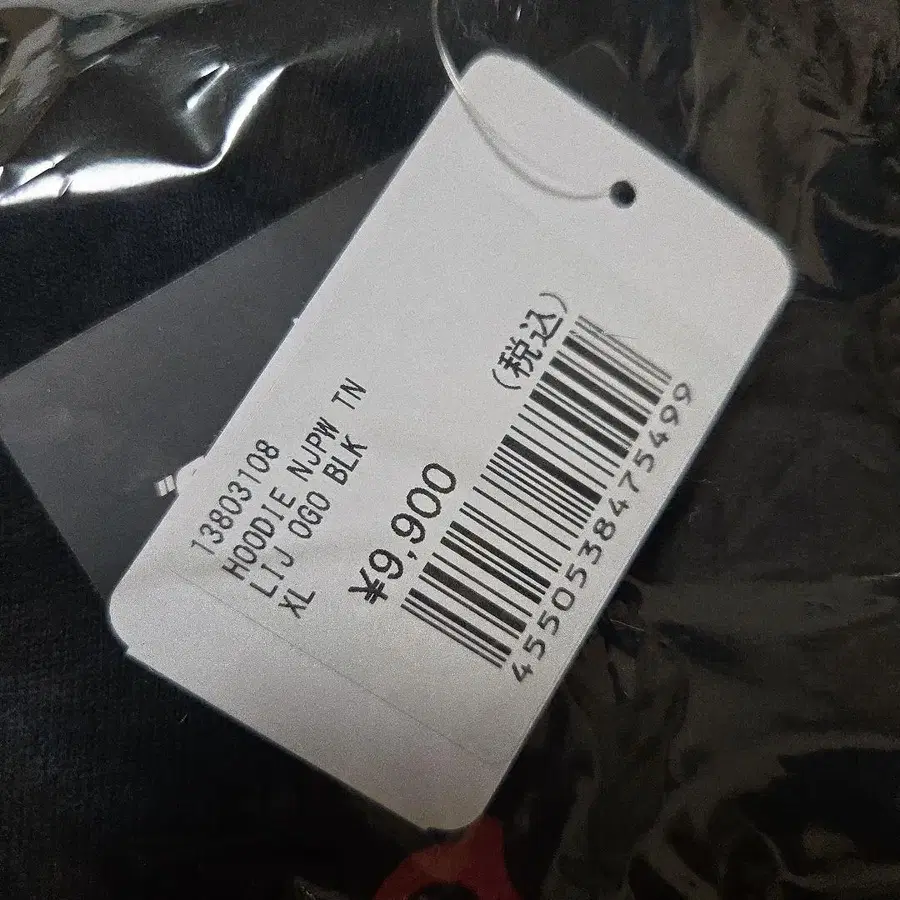 13803108
HOODIE NJPW TN
LIJ OGO BLK
XL
¥9,900 (税込)
4550538475499